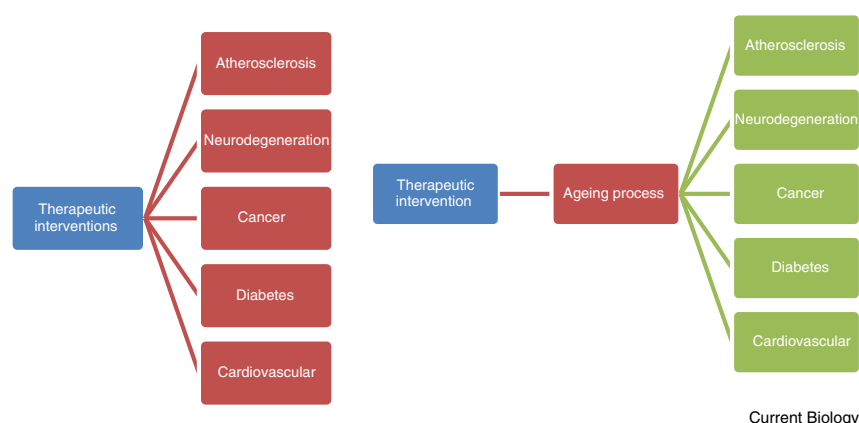 Atherosclerosis
Neurodegeneration
Therapeutic
interventions
Cancer
Diabetes
Cardiovascular
Therapeutic
intervention
Ageing process
Atherosclerosis
Neurodegeneration
Cancer
Diabetes
Cardiovascular
Current Biology